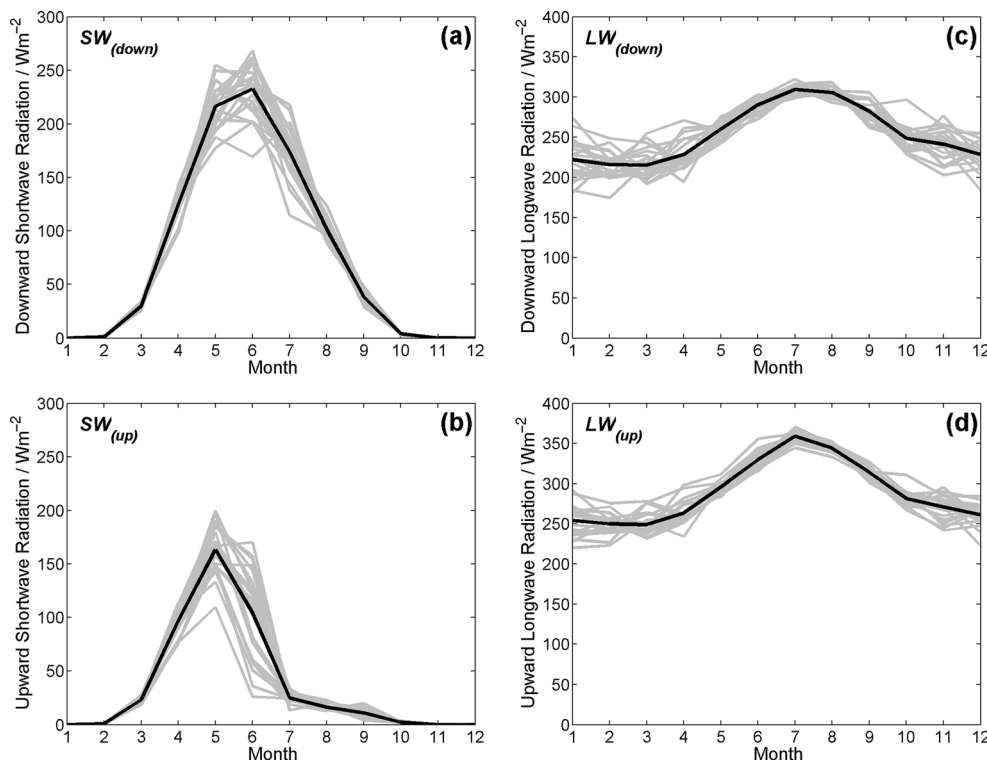 SW(down)
(a)
Downward Shortwave Radiation / Wm−2
300
250
200
150
100
50
0
1 2 3 4 5 6 7 8 9 10 11 12
Month
LW(down)
(c)
Downward Longwave Radiation / Wm−2
400
350
300
250
200
150
100
50
0
1 2 3 4 5 6 7 8 9 10 11 12
Month
SW(up)
(b)
Upward Shortwave Radiation / Wm−2
300
250
200
150
100
50
0
1 2 3 4 5 6 7 8 9 10 11 12
Month
LW(up)
(d)
Upward Longwave Radiation / Wm−2
400
350
300
250
200
150
100
50
0
1 2 3 4 5 6 7 8 9 10 11 12
Month